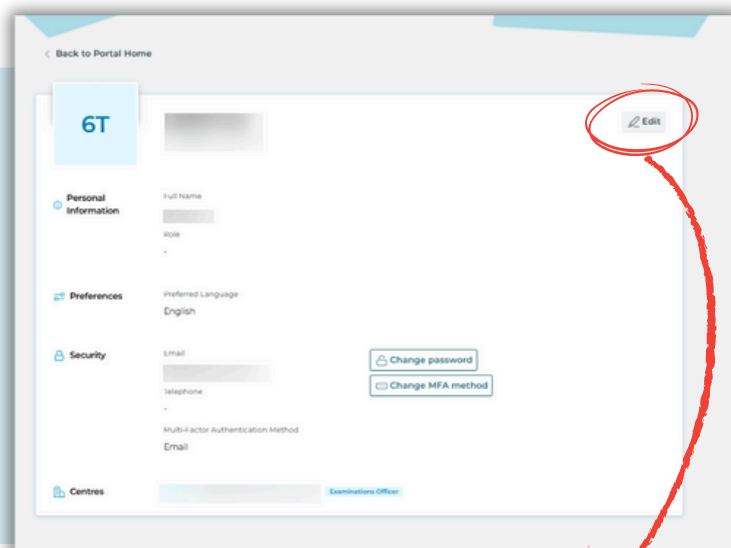 Back to Portal Home
6T
Edit
Personal
Information
Full Name
Role
-
Preferences
Preferred Language
English
Security
Email
Change password
Telephone
Change MFA method
-
Multi-Factor Authentication Method
Email
Centres
Examinations Officer